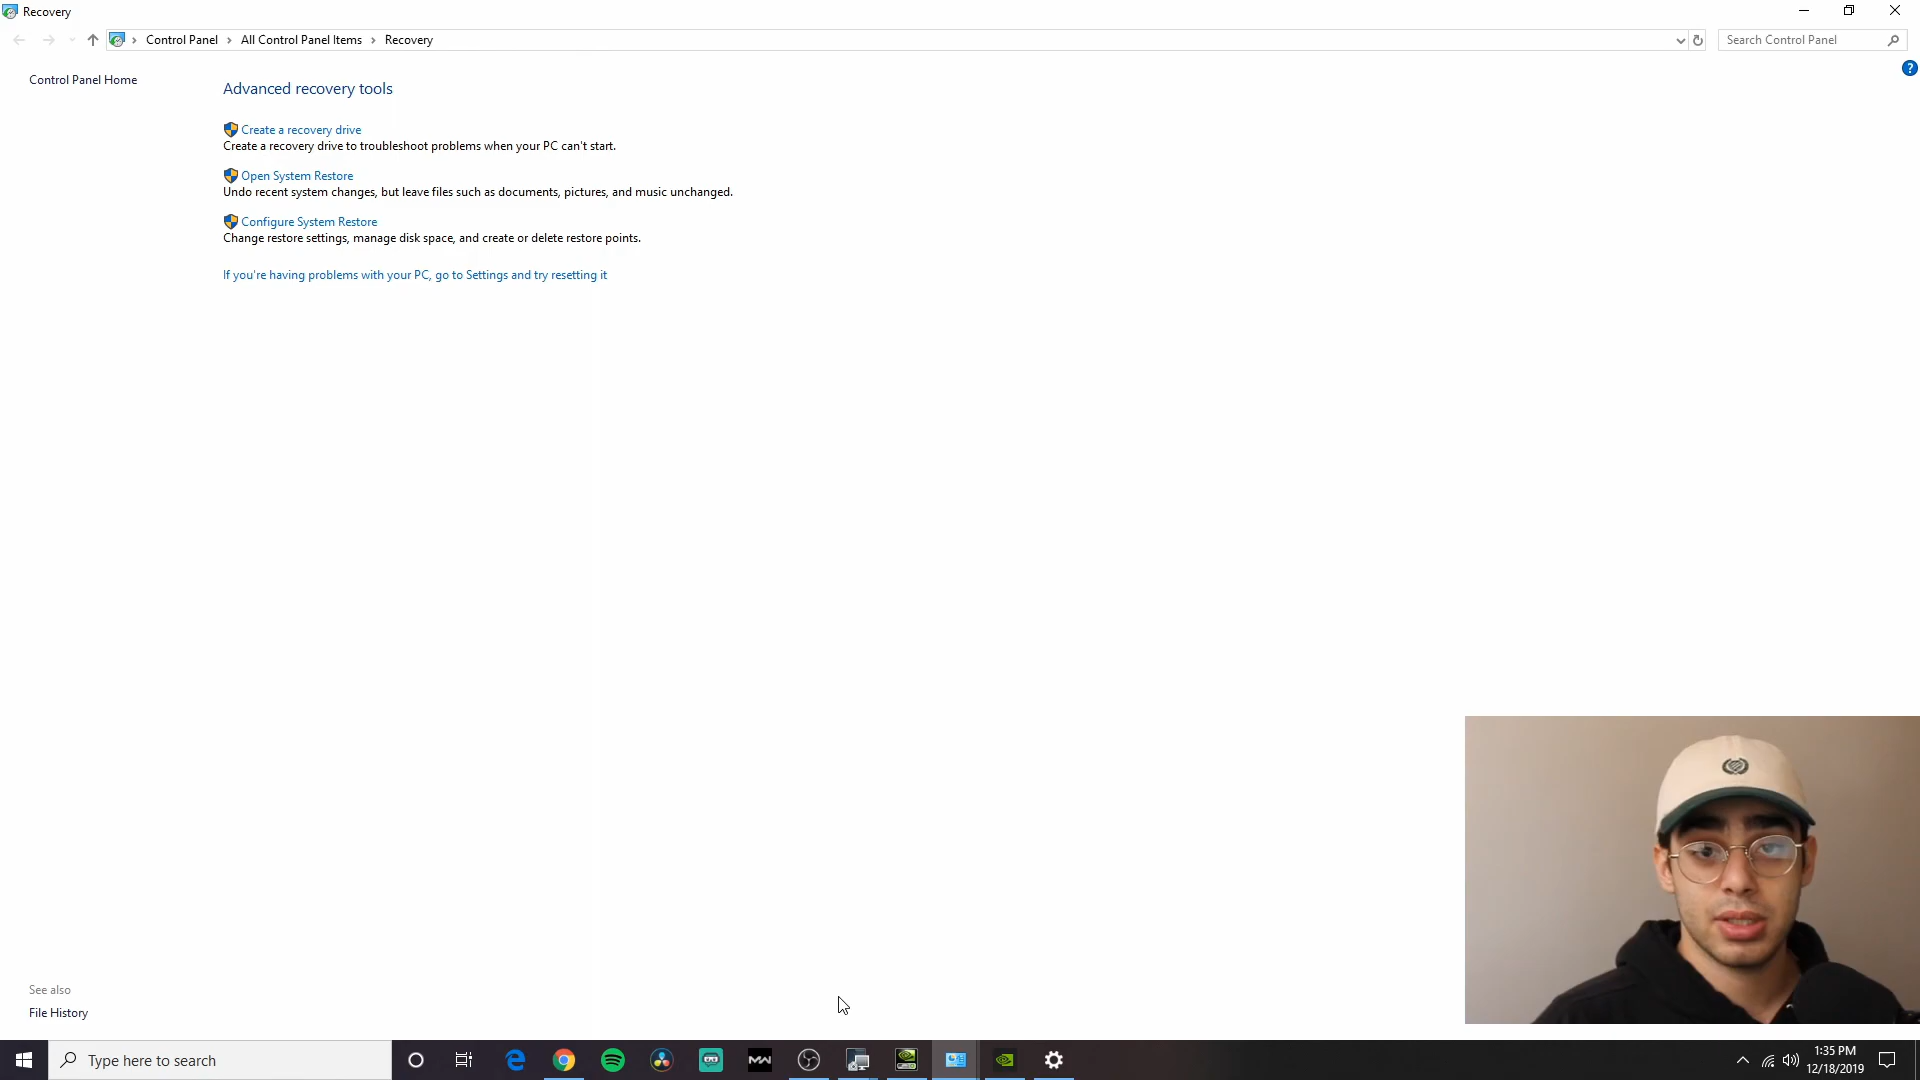 Recovery
Control Panel > All Control Panel Items > Recovery
Search Control Panel
Control Panel Home
Advanced recovery tools
Create a recovery drive
Create a recovery drive to troubleshoot problems when your PC can't start.
Open System Restore
Undo recent system changes, but leave files such as documents, pictures, and music unchanged.
Configure System Restore
Change restore settings, manage disk space, and create or delete restore points.
If you're having problems with your PC, go to Settings and try resetting it
See also
File History
Type here to search
MW
1:35 PM
12/18/2019